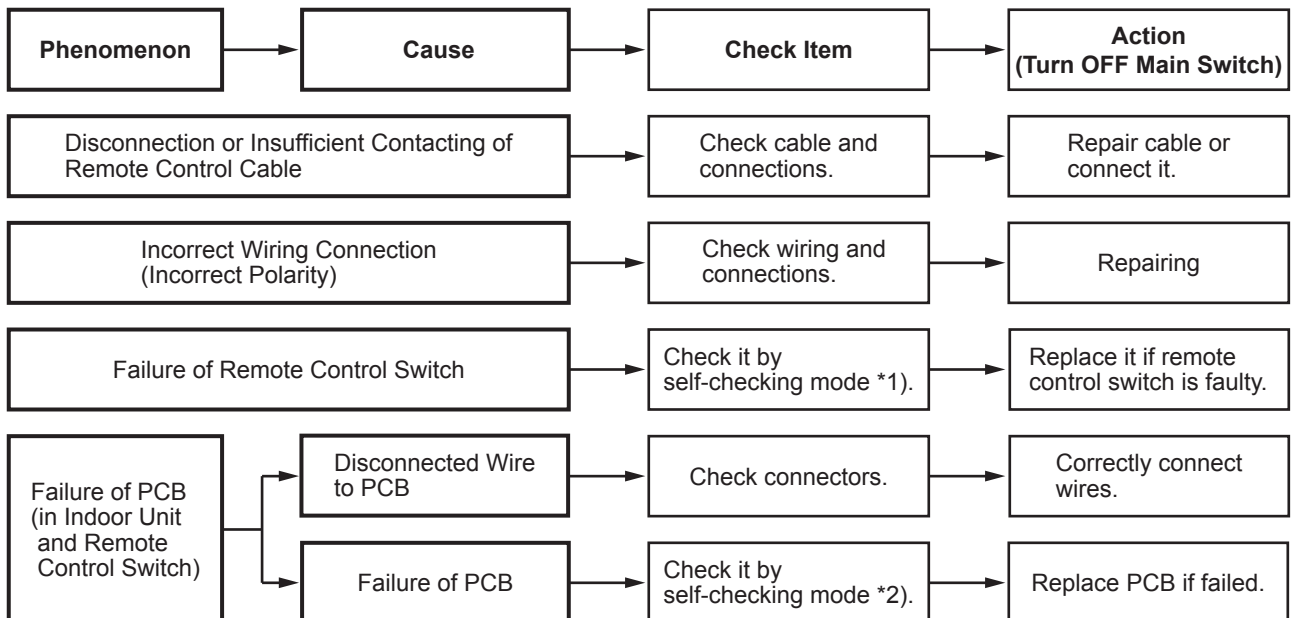 Phenomenon
Cause
Check Item
Action
(Turn OFF Main Switch)
Disconnection or Insufficient Contacting of
Remote Control Cable
Check cable and
connections.
Repair cable or
connect it.
Incorrect Wiring Connection
(Incorrect Polarity)
Check wiring and
connections.
Repairing
Failure of Remote Control Switch
Check it by
self-checking mode *1).
Replace it if remote
control switch is faulty.
Failure of PCB
(in Indoor Unit
and Remote
Control Switch)
Disconnected Wire
to PCB
Check connectors.
Correctly connect
wires.
Failure of PCB
Check it by
self-checking mode *2).
Replace PCB if failed.